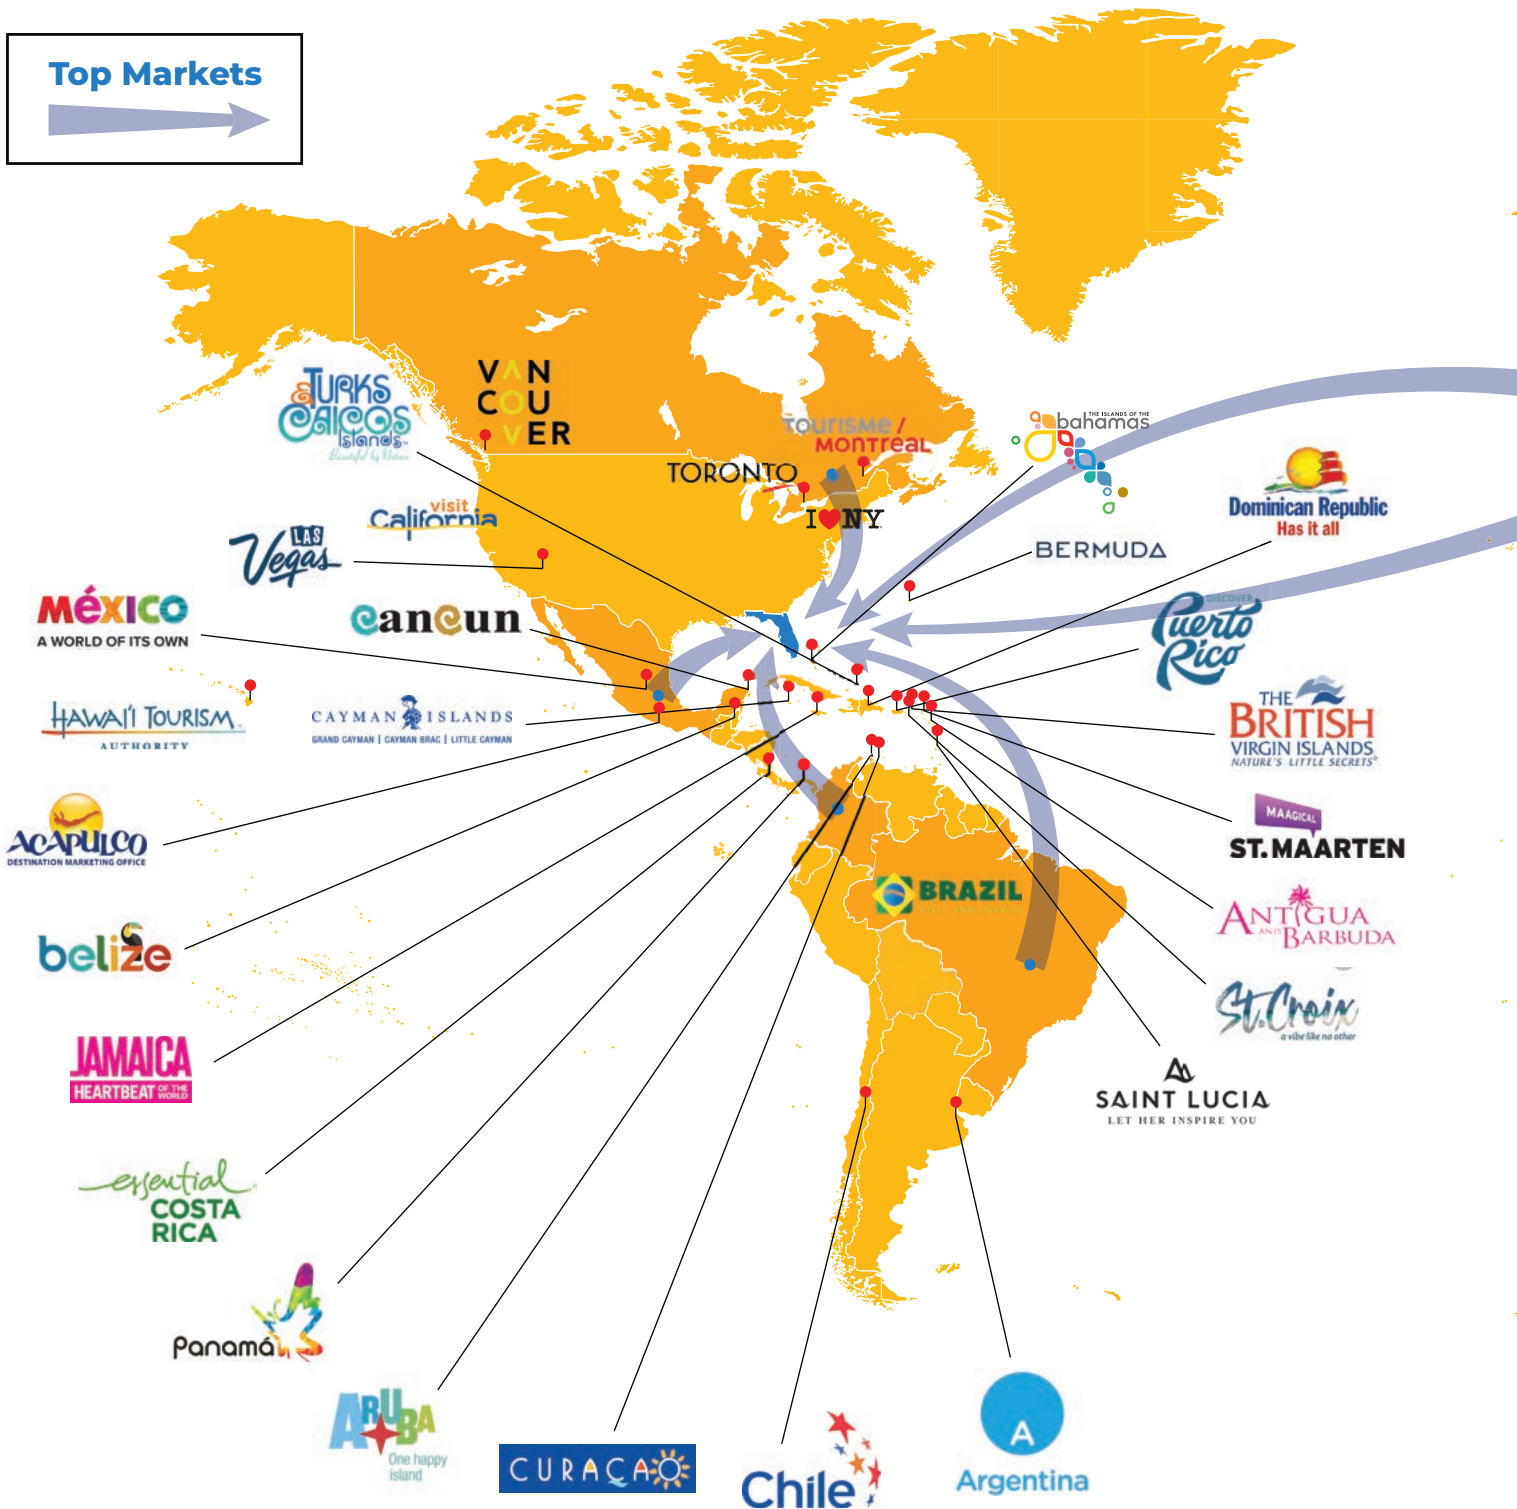 Top Markets
TURKS
& CAICOS
Islands
Beautiful by Nature
VAN
COU
VER
TOURISME /
MONTRÉAL
TORONTO
I NY
THE ISLANDS OF THE
bahamas
Dominican Republic
Has it all
visit
California
LAS
Vegas
BERMUDA
méxico
A WORLD OF ITS OWN
cancun
DISCOVER
Puerto
Rico
HAWAI'I TOURISM
AUTHORITY
CAYMAN ISLANDS
GRAND CAYMAN | CAYMAN BRAC | LITTLE CAYMAN
THE
BRITISH
VIRGIN ISLANDS
NATURE'S LITTLE SECRETS
ACAPULCO
DESTINATION MARKETING OFFICE
MAAGICAL
ST. MAARTEN
BRAZIL
ANTIGUA
AND BARBUDA
belize
St. Croix
a vibe like no other
JAMAICA
HEARTBEAT OF THE WORLD
SAINT LUCIA
LET HER INSPIRE YOU
essential
COSTA
RICA
Panamá
ARUBA
One happy
island
CURAÇAO
Chile
A
Argentina